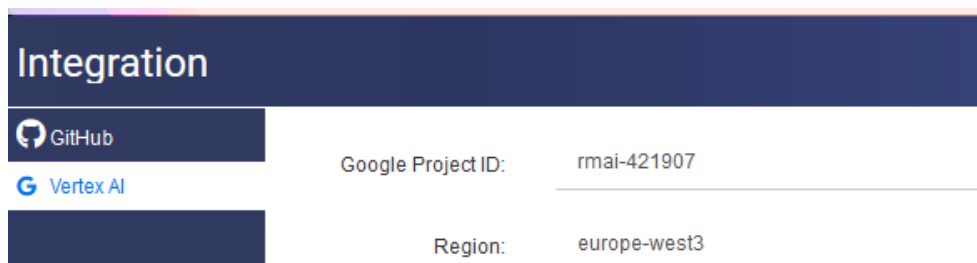 Integration
GitHub
Vertex AI
Google Project ID: rmai-421907
Region: europe-west3